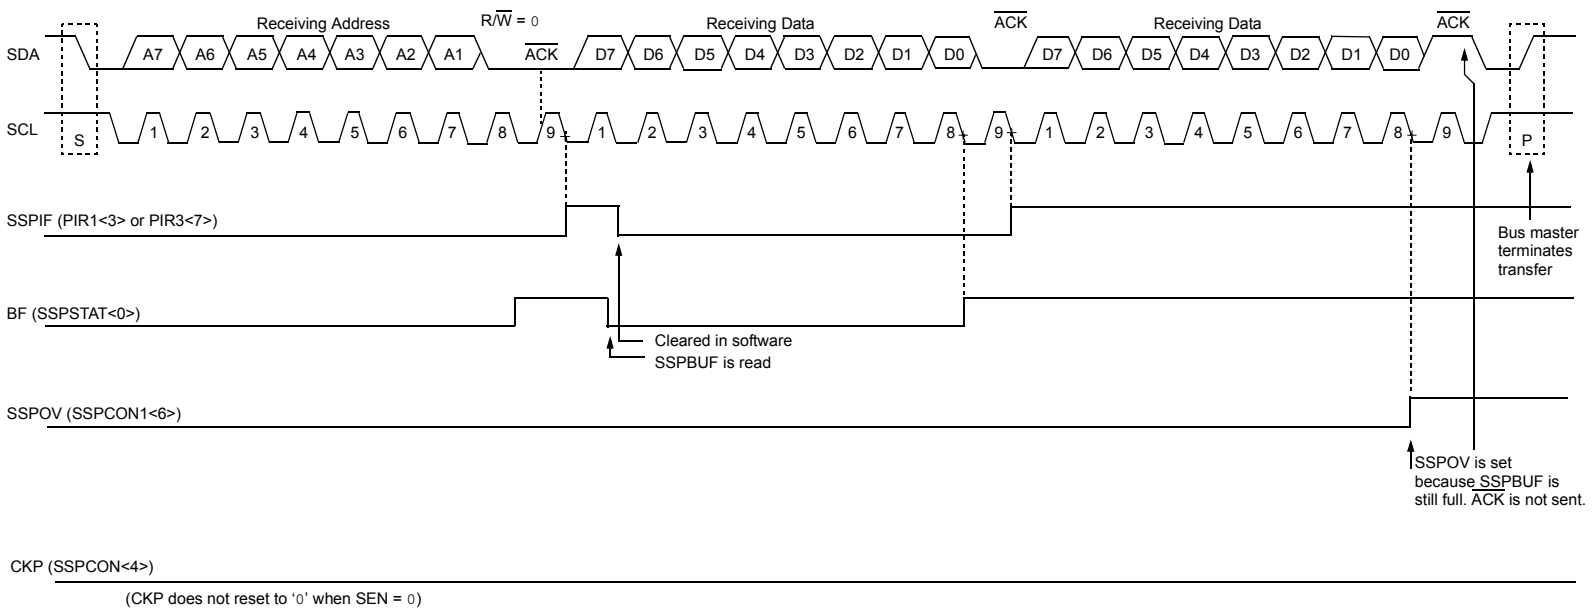 Receiving Address R/W̅ = 0 Receiving Data A̅C̅K̅ Receiving Data A̅C̅K̅
SDA A7 A6 A5 A4 A3 A2 A1 A̅C̅K̅ D7 D6 D5 D4 D3 D2 D1 D0 D7 D6 D5 D4 D3 D2 D1 D0
SCL S 1 2 3 4 5 6 7 8 9 1 2 3 4 5 6 7 8 9 1 2 3 4 5 6 7 8 9 P
SSPIF (PIR1<3> or PIR3<7>)
Bus master
terminates
transfer
BF (SSPSTAT<0>)
Cleared in software
SSPBUF is read
SSPOV (SSPCON1<6>)
SSPOV is set
because SSPBUF is
still full. A̅C̅K̅ is not sent.
CKP (SSPCON<4>)
(CKP does not reset to ‘0’ when SEN = 0)